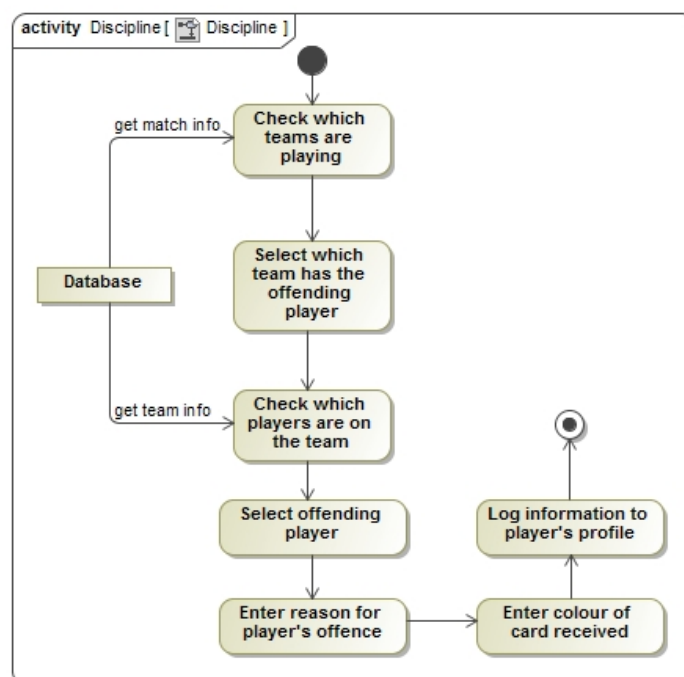 activity Discipline [ Discipline ]
get match info
Check which
teams are
playing
Select which
team has the
offending
player
Database
get team info
Check which
players are on
the team
Select offending
player
Log information to
player's profile
Enter reason for
player's offence
Enter colour of
card received